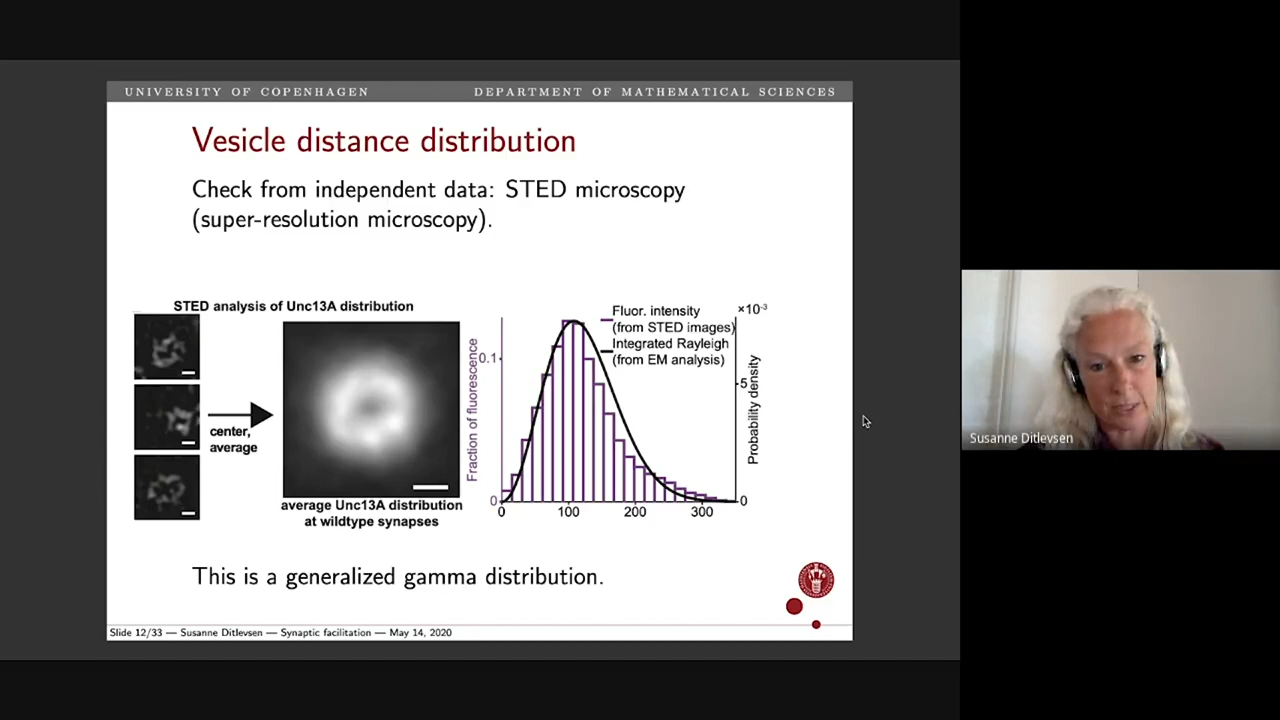 UNIVERSITY OF COPENHAGEN
DEPARTMENT OF MATHEMATICAL SCIENCES
Vesicle distance distribution
Check from independent data: STED microscopy
(super-resolution microscopy).
STED analysis of Unc13A distribution
center,
average
average Unc13A distribution
at wildtype synapses
Fluor. intensity
(from STED images)
Integrated Rayleigh
(from EM analysis)
×10⁻³
Fraction of fluorescence
0.1
0
Probability density
5
0
0
100
200
300
This is a generalized gamma distribution.
Slide 12/33 — Susanne Ditlevsen — Synaptic facilitation — May 14, 2020
Susanne Ditlevsen